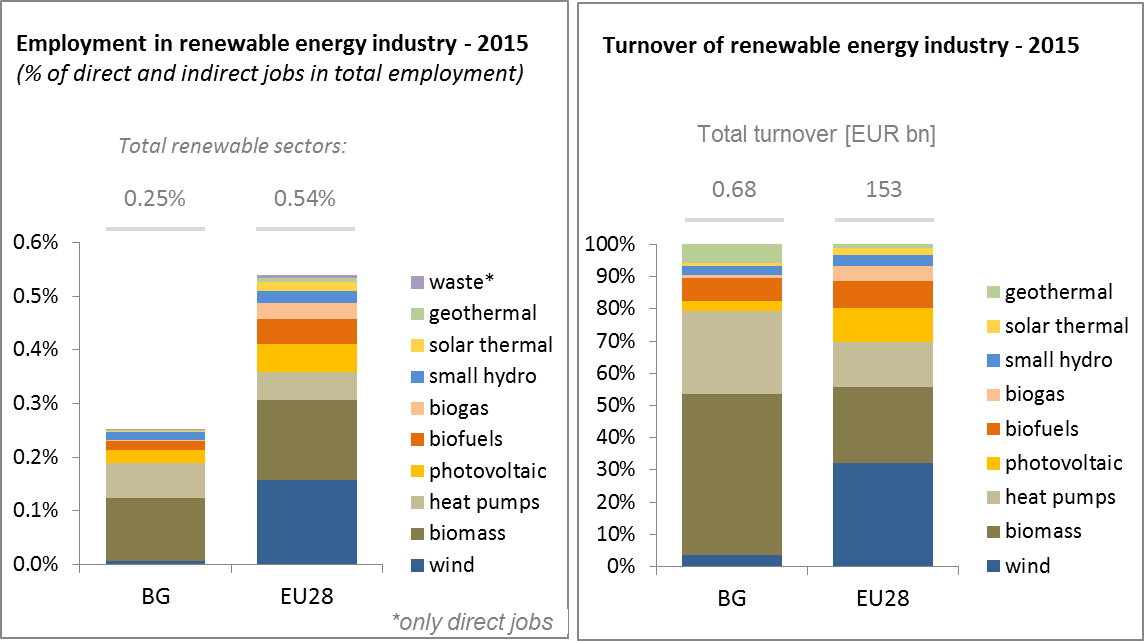 Employment in renewable energy industry - 2015
(% of direct and indirect jobs in total employment)
Total renewable sectors:
0.25% 0.54%
0.6%
0.5%
0.4%
0.3%
0.2%
0.1%
0.0%
BG EU28
waste*
geothermal
solar thermal
small hydro
biogas
biofuels
photovoltaic
heat pumps
biomass
wind
*only direct jobs
Turnover of renewable energy industry - 2015
Total turnover [EUR bn]
0.68 153
100%
90%
80%
70%
60%
50%
40%
30%
20%
10%
0%
BG EU28
geothermal
solar thermal
small hydro
biogas
biofuels
photovoltaic
heat pumps
biomass
wind